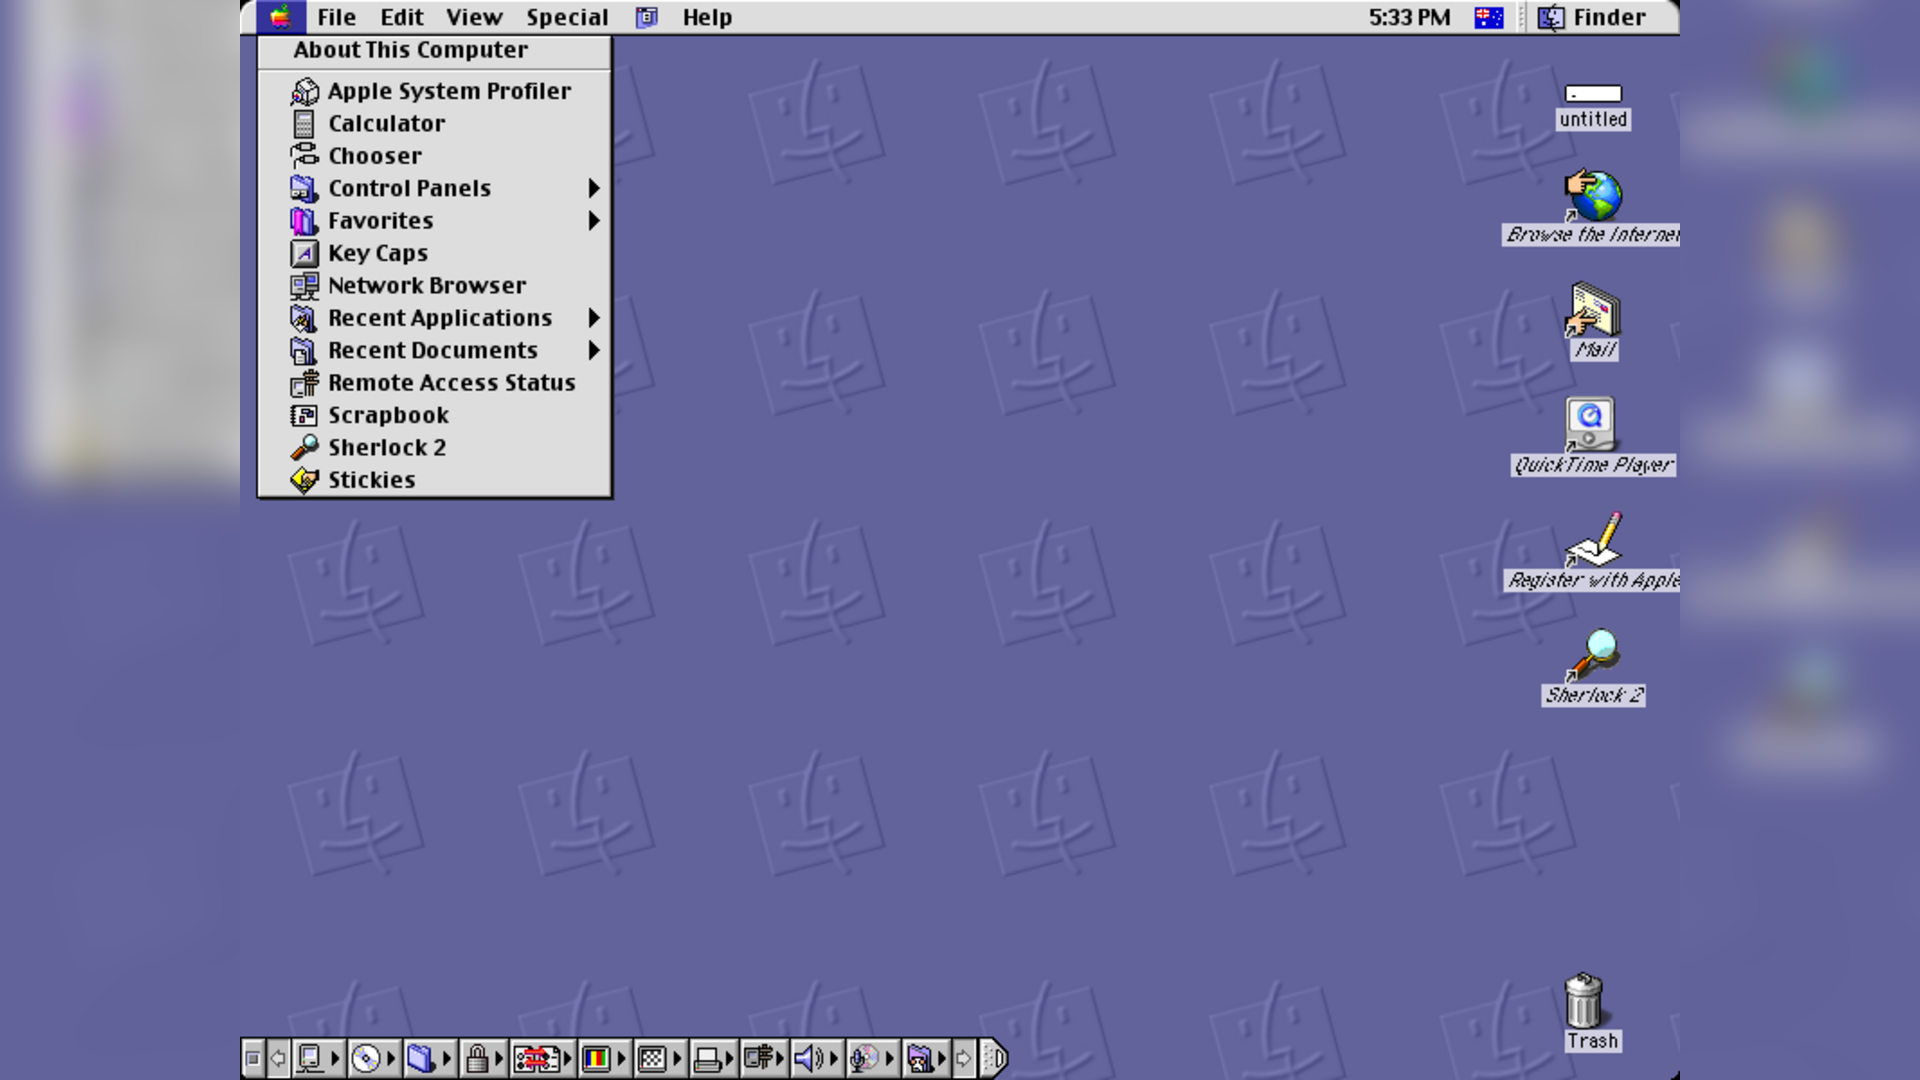 File Edit View Special Help 5:33 PM Finder
About This Computer
Apple System Profiler
Calculator
Chooser
Control Panels
Favorites
Key Caps
Network Browser
Recent Applications
Recent Documents
Remote Access Status
Scrapbook
Sherlock 2
Stickies
untitled
Browse the Internet
Mail
QuickTime Player
Register with Apple
Sherlock 2
Trash